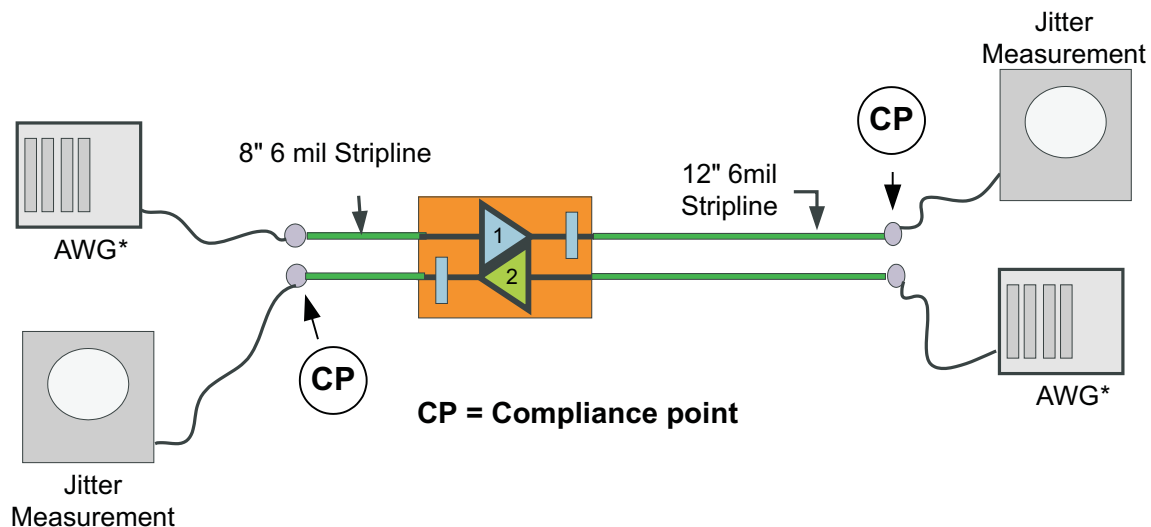 Jitter
Measurement
CP
8" 6 mil Stripline
12" 6mil
Stripline
AWG*
1
2
CP
CP = Compliance point
AWG*
Jitter
Measurement